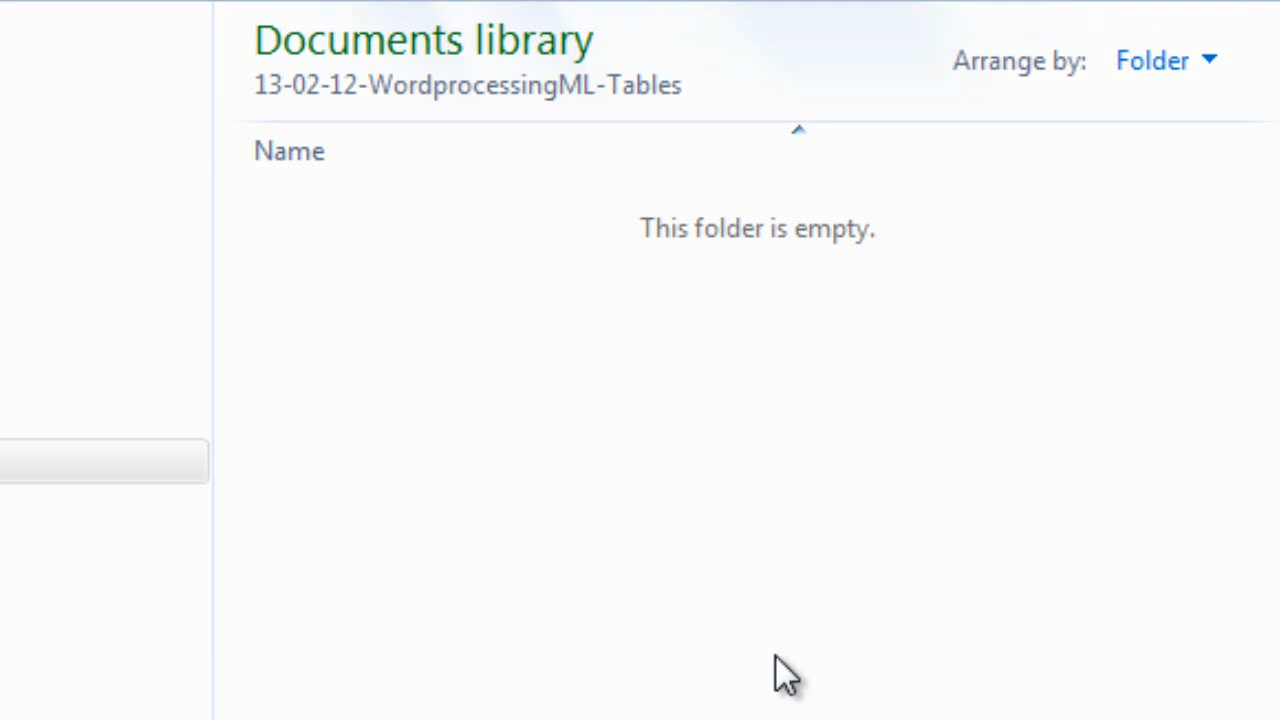 Documents library
13-02-12-WordprocessingML-Tables
Arrange by: Folder
Name
This folder is empty.